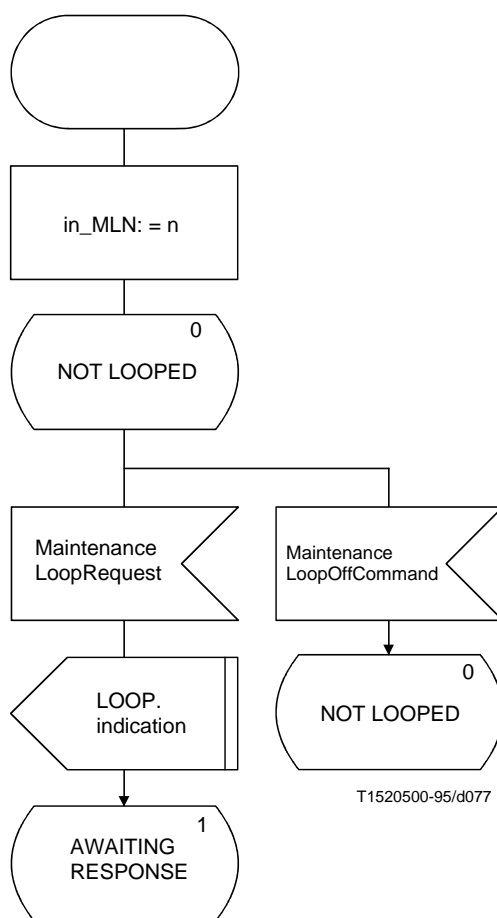 in_MLN: = n
0
NOT LOOPED
Maintenance
LoopRequest
Maintenance
LoopOffCommand
LOOP.
indication
0
NOT LOOPED
T1520500-95/d077
1
AWAITING
RESPONSE